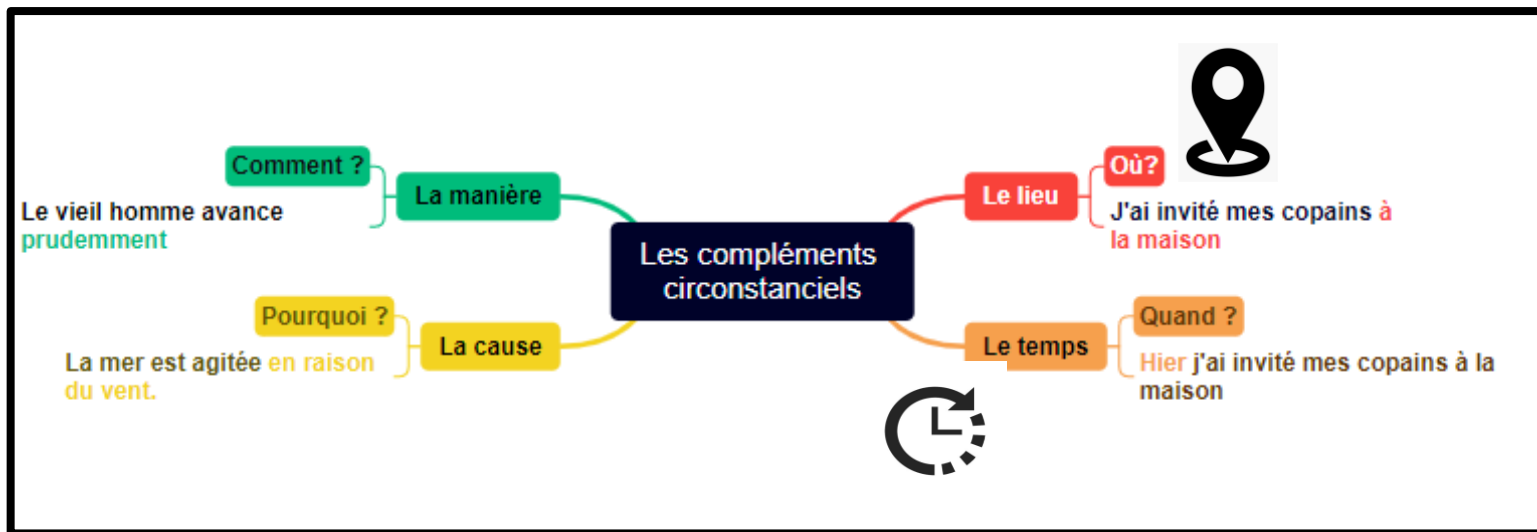 Les compléments
circonstanciels
La manière
Comment ?
Le vieil homme avance
prudemment
La cause
Pourquoi ?
La mer est agitée en raison
du vent.
Le lieu
Où?
J'ai invité mes copains à
la maison
Le temps
Quand ?
Hier j'ai invité mes copains à la
maison